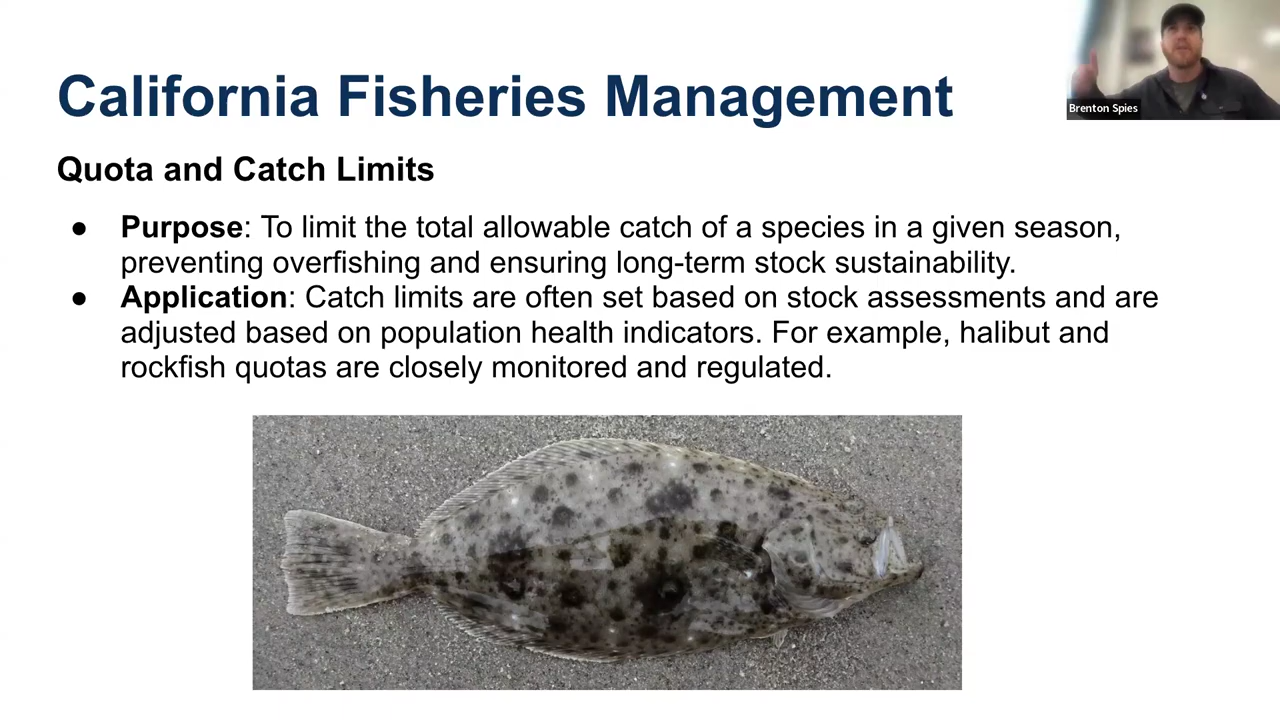 California Fisheries Management
Brenton Spies
Quota and Catch Limits
● Purpose: To limit the total allowable catch of a species in a given season,
preventing overfishing and ensuring long-term stock sustainability.
● Application: Catch limits are often set based on stock assessments and are
adjusted based on population health indicators. For example, halibut and
rockfish quotas are closely monitored and regulated.